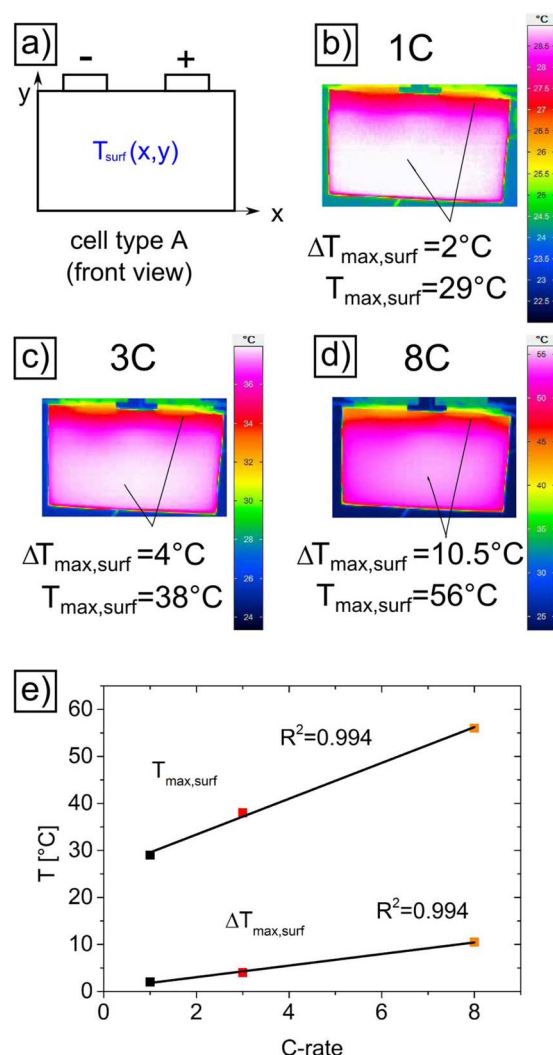 a)
- +
y
Tsurf(x,y)
x
cell type A
(front view)
b) 1C
°C
28.5
28
27.5
27
26.5
26
25.5
25
24.5
24
23.5
23
22.5
ΔTmax,surf=2°C
Tmax,surf=29°C
c) 3C
°C
36
34
32
30
28
26
24
ΔTmax,surf=4°C
Tmax,surf=38°C
d) 8C
°C
55
50
45
40
35
30
25
ΔTmax,surf=10.5°C
Tmax,surf=56°C
e)
60
50
40
30
20
10
0
T [°C]
R²=0.994
Tmax,surf
R²=0.994
ΔTmax,surf
0 2 4 6 8
C-rate